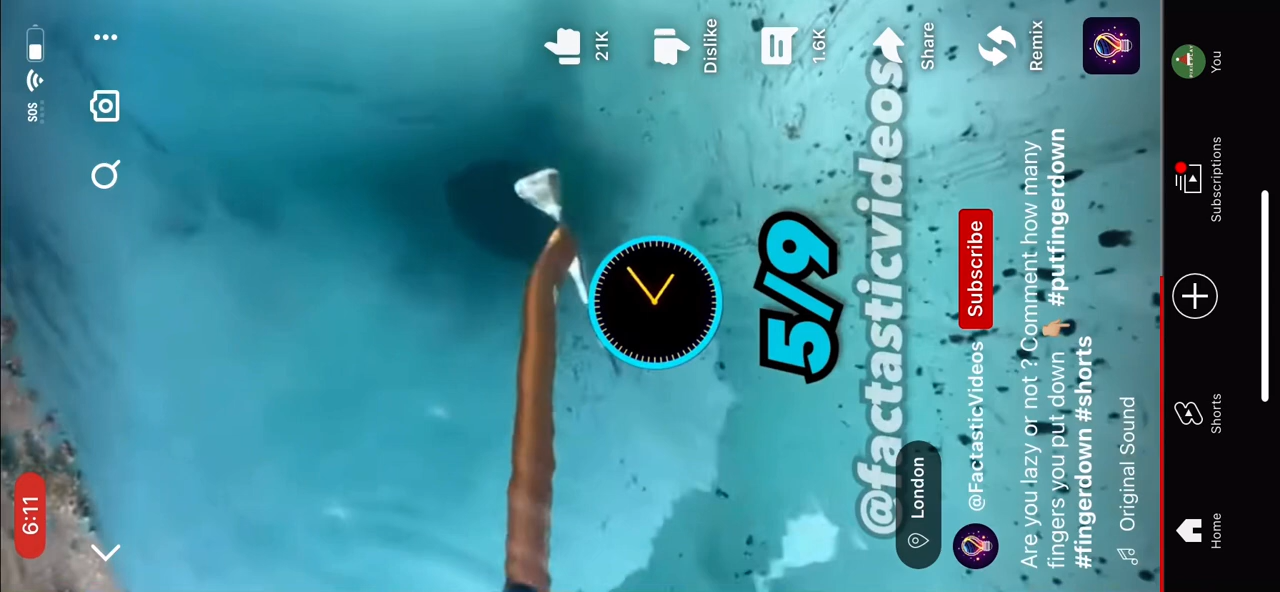 6:11
SOS
5/9
@factasticvideos
21K
Dislike
1.6K
Share
Remix
London
@FactasticVideos
Subscribe
Are you lazy or not ? Comment how many
fingers you put down 👉🏼 #putfingerdown
#fingerdown #shorts
Original Sound
Home
Shorts
Subscriptions
You